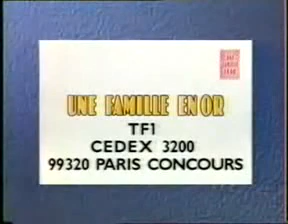 UNE FAMILLE EN OR
TF1
CEDEX 3200
99320 PARIS CONCOURS